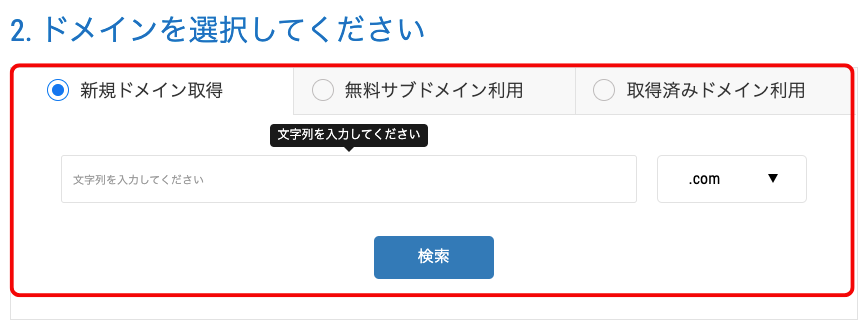 2. ドメインを選択してください
新規ドメイン取得 無料サブドメイン利用 取得済みドメイン利用
文字列を入力してください
文字列を入力してください .com ▼
検索